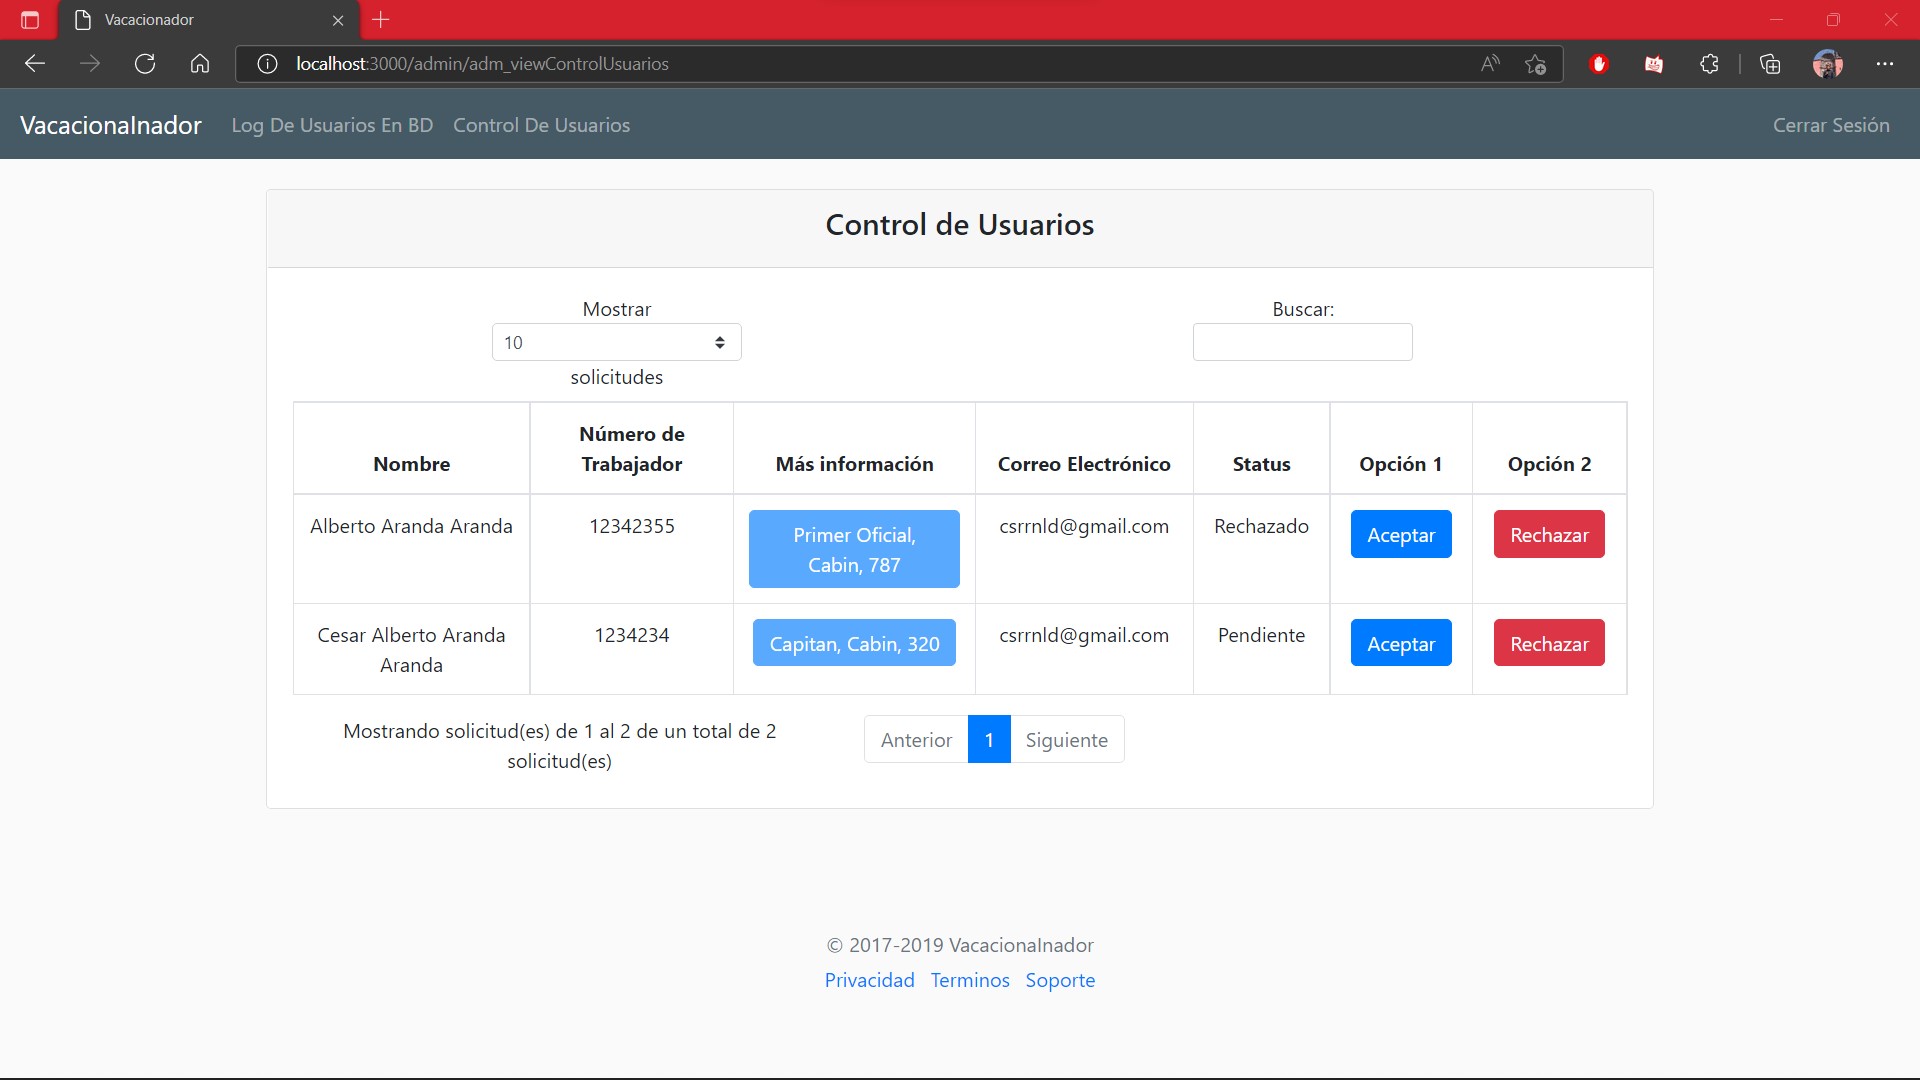 Vacacionador
localhost:3000/admin/adm_viewControlUsuarios
VacacionaInador Log De Usuarios En BD Control De Usuarios Cerrar Sesión
Control de Usuarios
Mostrar
10
solicitudes
Buscar:
Nombre Número de Trabajador Más información Correo Electrónico Status Opción 1 Opción 2
Alberto Aranda Aranda 12342355 Primer Oficial, Cabin, 787 csrrnld@gmail.com Rechazado Aceptar Rechazar
Cesar Alberto Aranda Aranda 1234234 Capitan, Cabin, 320 csrrnld@gmail.com Pendiente Aceptar Rechazar
Mostrando solicitud(es) de 1 al 2 de un total de 2
solicitud(es)
Anterior 1 Siguiente
© 2017-2019 VacacionaInador
Privacidad Terminos Soporte